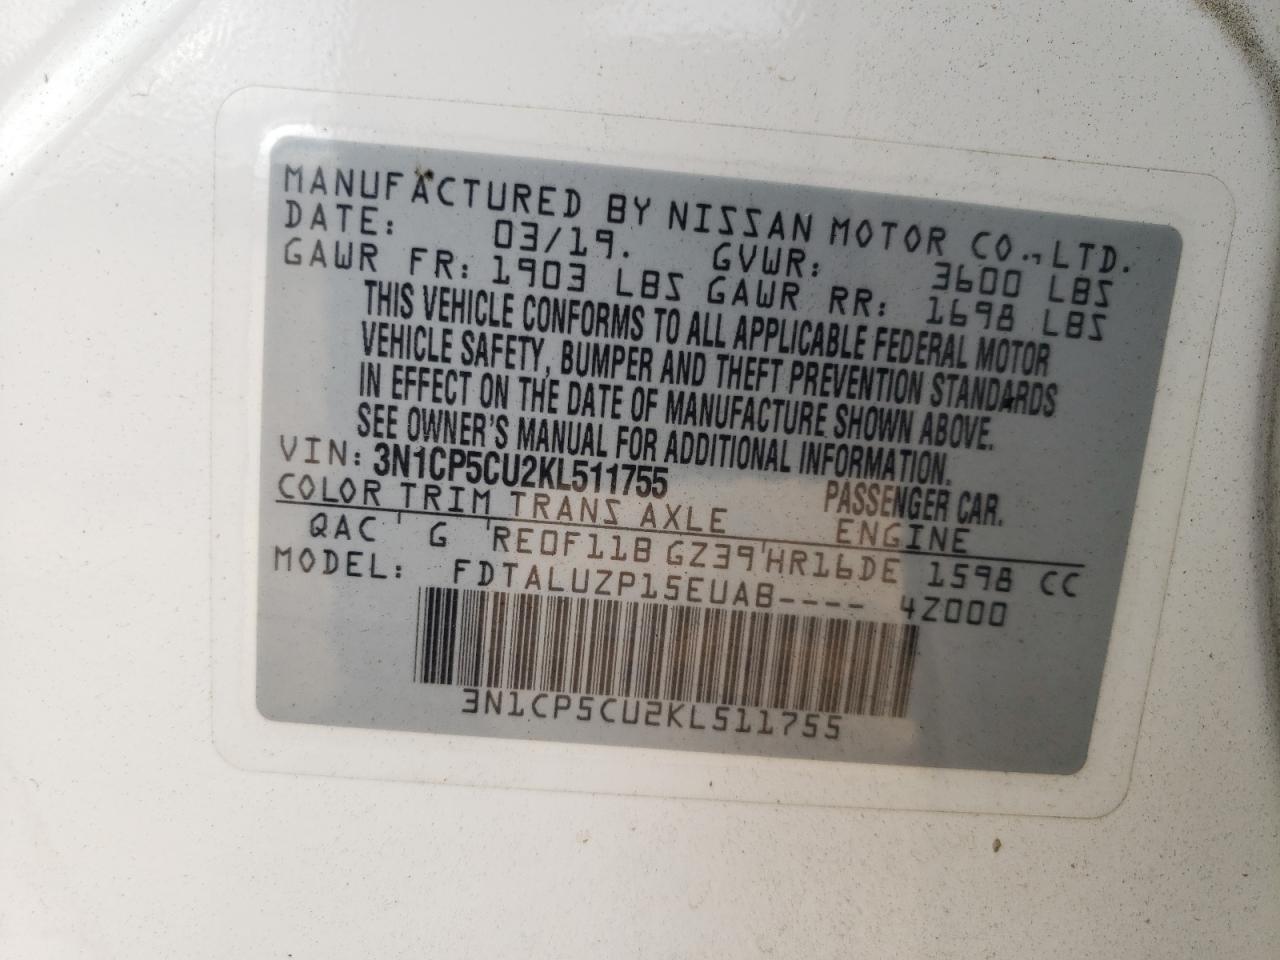 MANUFACTURED BY NISSAN MOTOR CO., LTD.
DATE: 03/19. GVWR: 3600 LBS
GAWR FR: 1903 LBS GAWR RR: 1698 LBS
THIS VEHICLE CONFORMS TO ALL APPLICABLE FEDERAL MOTOR
VEHICLE SAFETY, BUMPER AND THEFT PREVENTION STANDARDS
IN EFFECT ON THE DATE OF MANUFACTURE SHOWN ABOVE.
SEE OWNER'S MANUAL FOR ADDITIONAL INFORMATION.
VIN: 3N1CP5CU2KL511755 PASSENGER CAR.
COLOR TRIM TRANS AXLE ENGINE
QAC G RE0F11B GZ39 HR16DE 1598 CC
MODEL: FDTALUZP15EUAB---- 4Z000
3N1CP5CU2KL511755